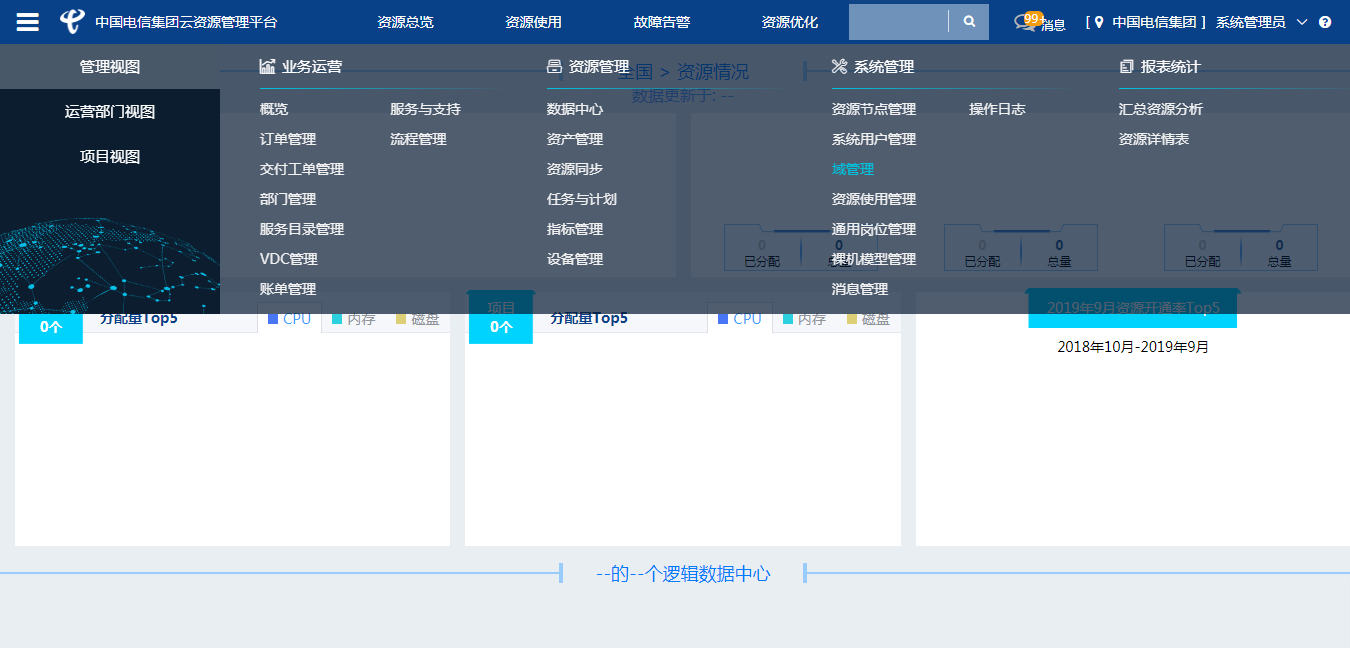 中国电信集团云资源管理平台 资源总览 资源使用 故障告警 资源优化 99+ 消息 [ 中国电信集团 ] 系统管理员 ?
管理视图
运营部门视图
项目视图
业务运营
概览 服务与支持
订单管理 流程管理
交付工单管理
部门管理
服务目录管理
VDC管理
账单管理
资源管理
数据中心
资产管理
资源同步
任务与计划
指标管理
设备管理
系统管理
资源节点管理 操作日志
系统用户管理
域管理
资源使用管理
通用岗位管理
裸机模型管理
消息管理
报表统计
汇总资源分析
资源详情表
全国 > 资源情况
数据更新于: --
0 0
已分配 总量
0 0
已分配 总量
0 0
已分配 总量
0个
分配量Top5 CPU 内存 磁盘
项目
0个
分配量Top5 CPU 内存 磁盘
2019年9月资源开通率Top5
2018年10月-2019年9月
--的--个逻辑数据中心